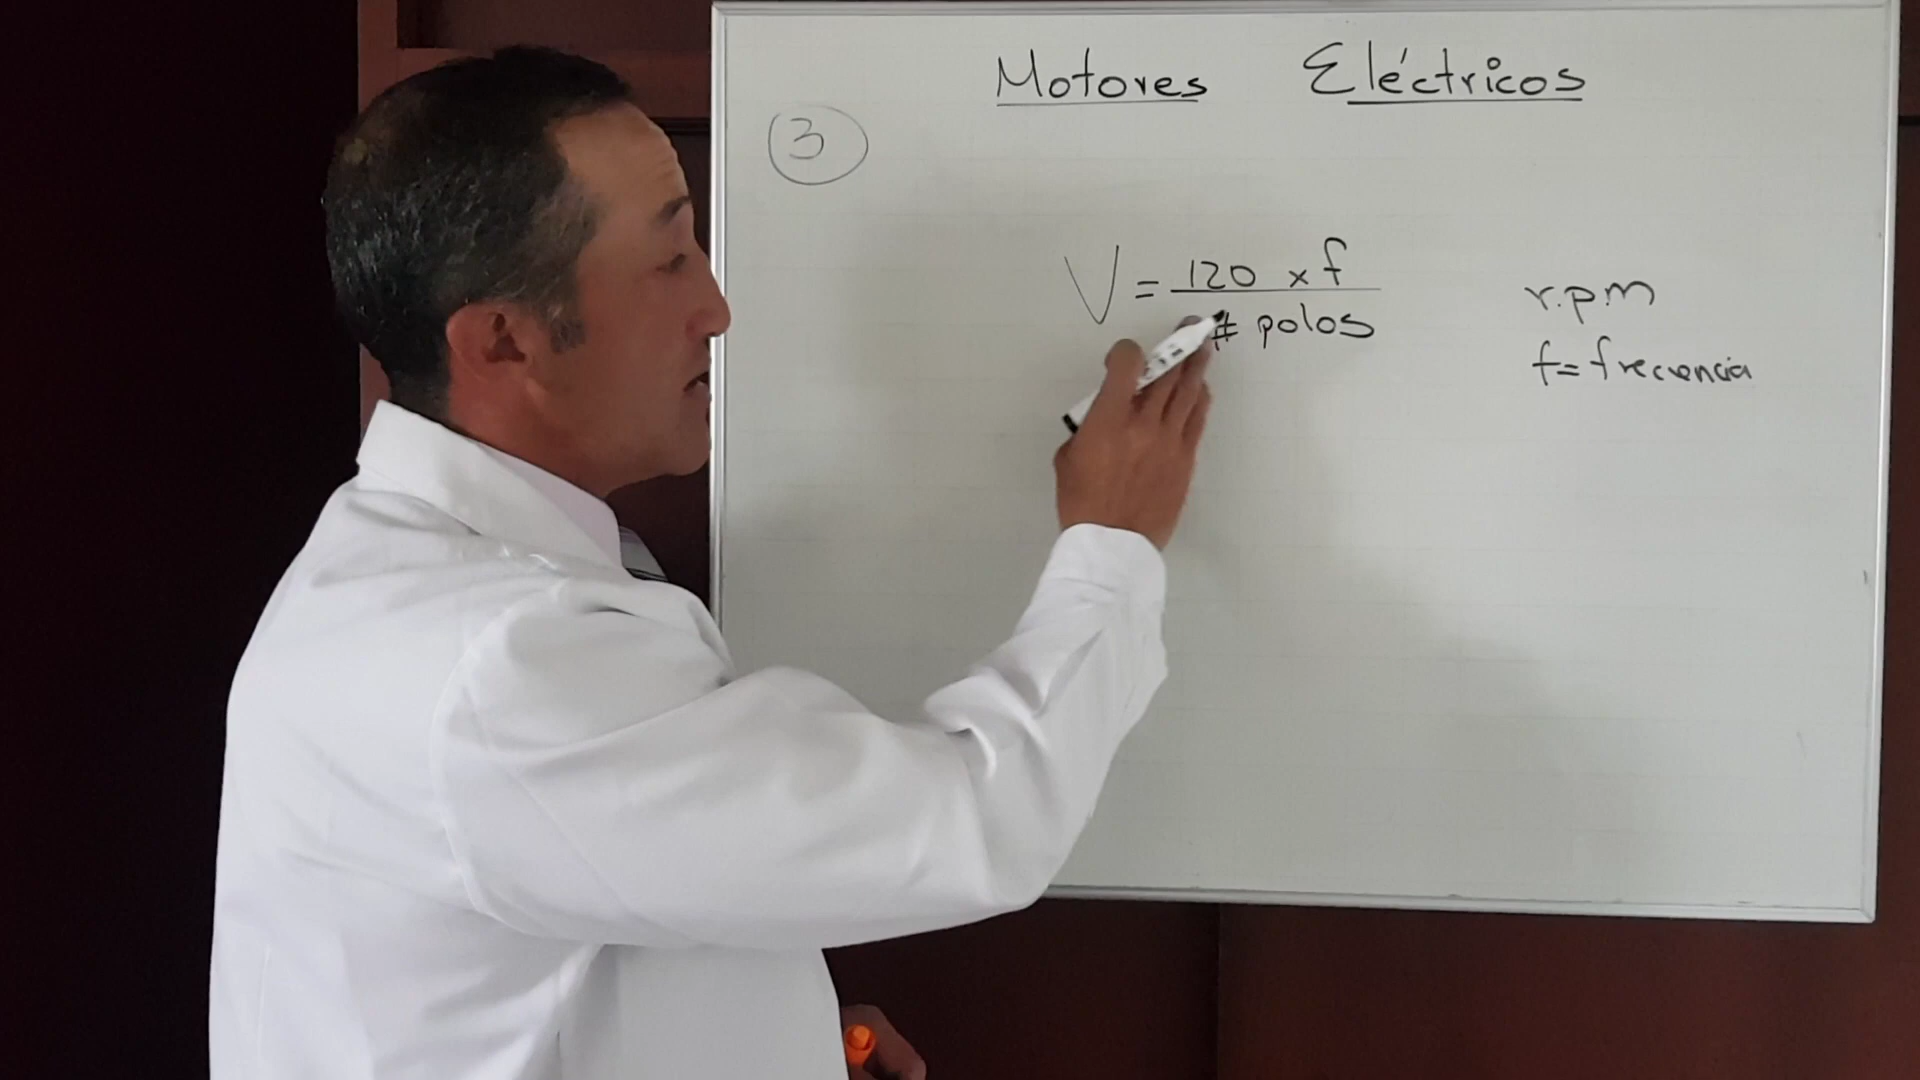 Motores Eléctricos
3
V = 120 x f
# polos
r.p.m
f = frecuencia